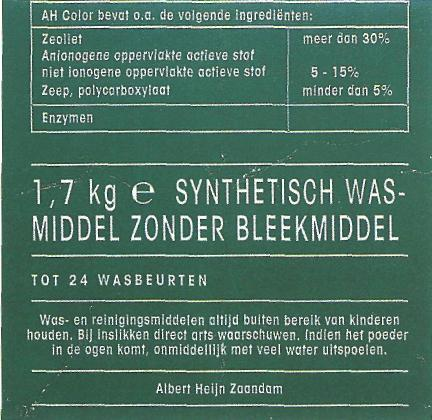 AH Color bevat o.a. de volgende ingrediënten:
Zeoliet meer dan 30%
Anionogene oppervlakte actieve stof
niet ionogene oppervlakte actieve stof 5 - 15%
Zeep, polycarboxylaat minder dan 5%
Enzymen
1,7 kg e SYNTHETISCH WAS-
MIDDEL ZONDER BLEEKMIDDEL
TOT 24 WASBEURTEN
Was- en reinigingsmiddelen altijd buiten bereik van kinderen
houden. Bij inslikken direct arts waarschuwen. Indien het poeder
in de ogen komt, onmiddellijk met veel water uitspoelen.
Albert Heijn Zaandam